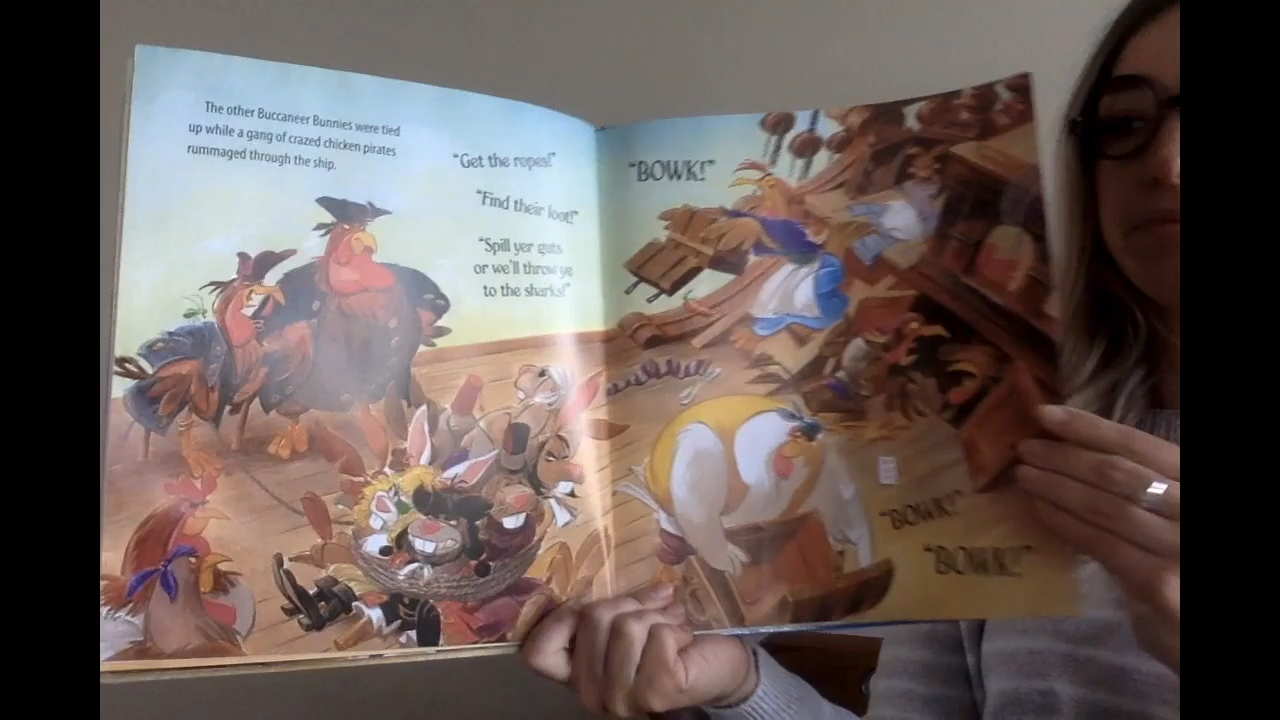 The other Buccaneer Bunnies were tied
up while a gang of crazed chicken pirates
rummaged through the ship.
"Get the ropes!"
"Find their loot!"
"Spill yer guts
or we'll throw ye
to the sharks!"
"BOWK!"
"BOWK!"
"BOWK!"